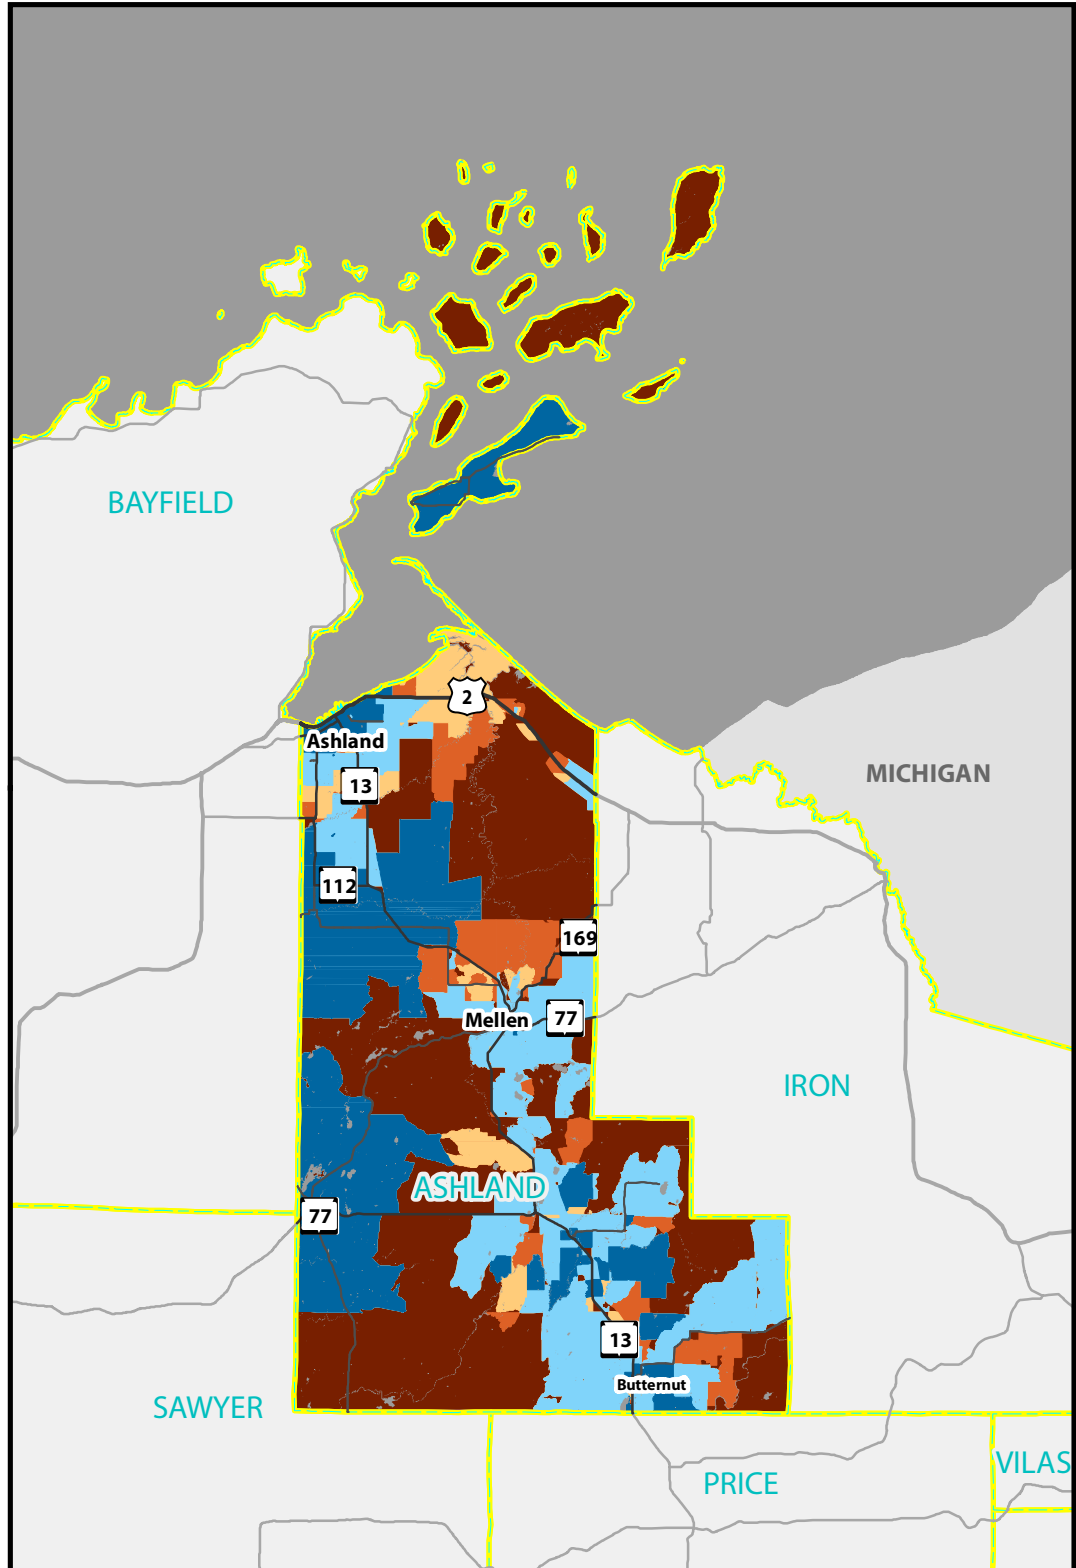 BAYFIELD
2
Ashland
MICHIGAN
13
112
169
Mellen
77
IRON
ASHLAND
77
13
Butternut
SAWYER
VILAS
PRICE